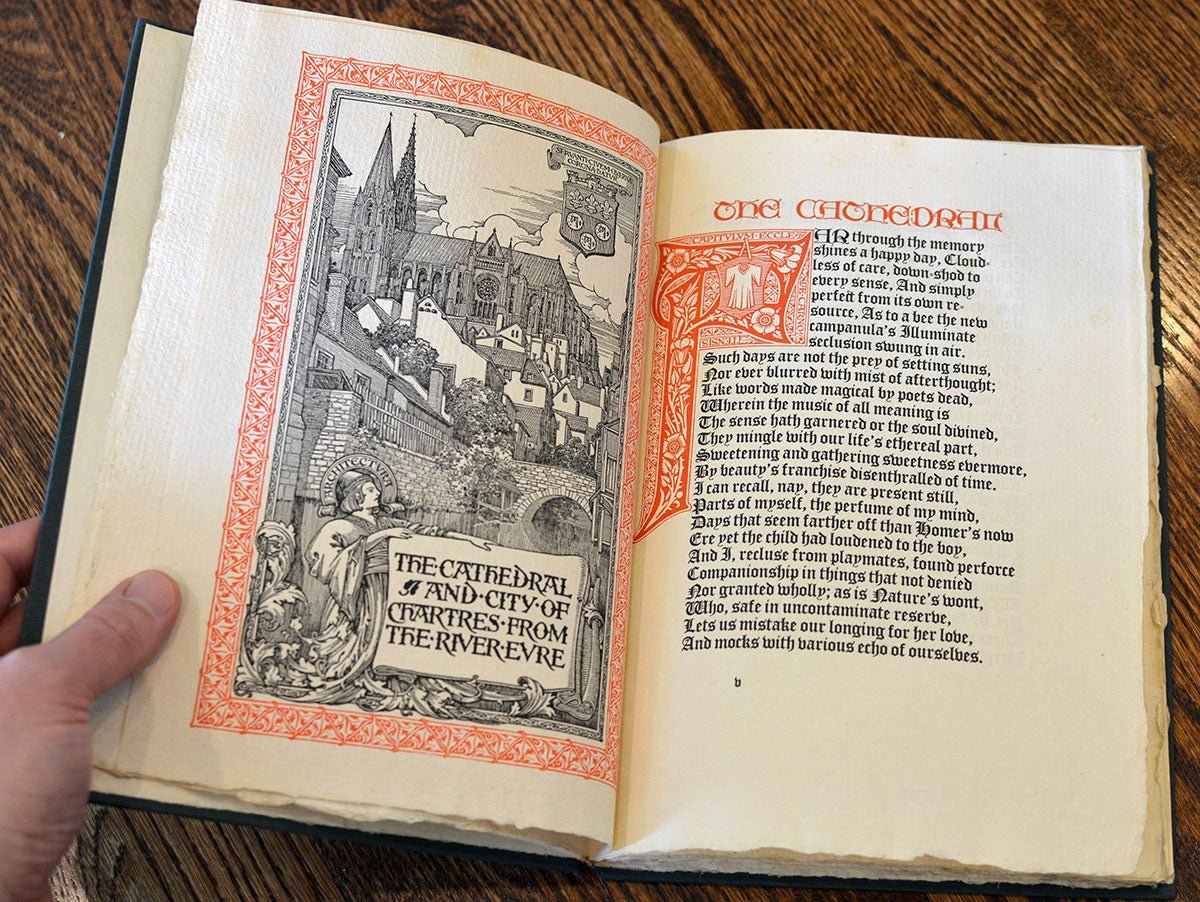 SERVANTI CIVEM QVERNA
CORONA DATVR
ARCHITECTVRA
THE·CATHEDRAL
AND·CITY·OF
CHARTRES·FROM
THE·RIVER·EVRE
THE CATHEDRAL
CAPITVLVM·ECCLE
TENSIS
FAR through the memory
shines a happy day, Cloud-
less of care, down-shod to
every sense, And simply
perfect from its own re-
source, As to a bee the new
campanula's Illuminate
seclusion swung in air.
Such days are not the prey of setting suns,
Nor ever blurred with mist of afterthought;
Like words made magical by poets dead,
Wherein the music of all meaning is
The sense hath garnered or the soul divined,
They mingle with our life's ethereal part,
Sweetening and gathering sweetness evermore,
By beauty's franchise disenthralled of time.
I can recall, nay, they are present still,
Parts of myself, the perfume of my mind,
Days that seem farther off than Homer's now
Ere yet the child had loudened to the boy,
And I, recluse from playmates, found perforce
Companionship in things that not denied
Nor granted wholly; as is Nature's wont,
Who, safe in uncontaminate reserve,
Lets us mistake our longing for her love,
And mocks with various echo of ourselves.
v